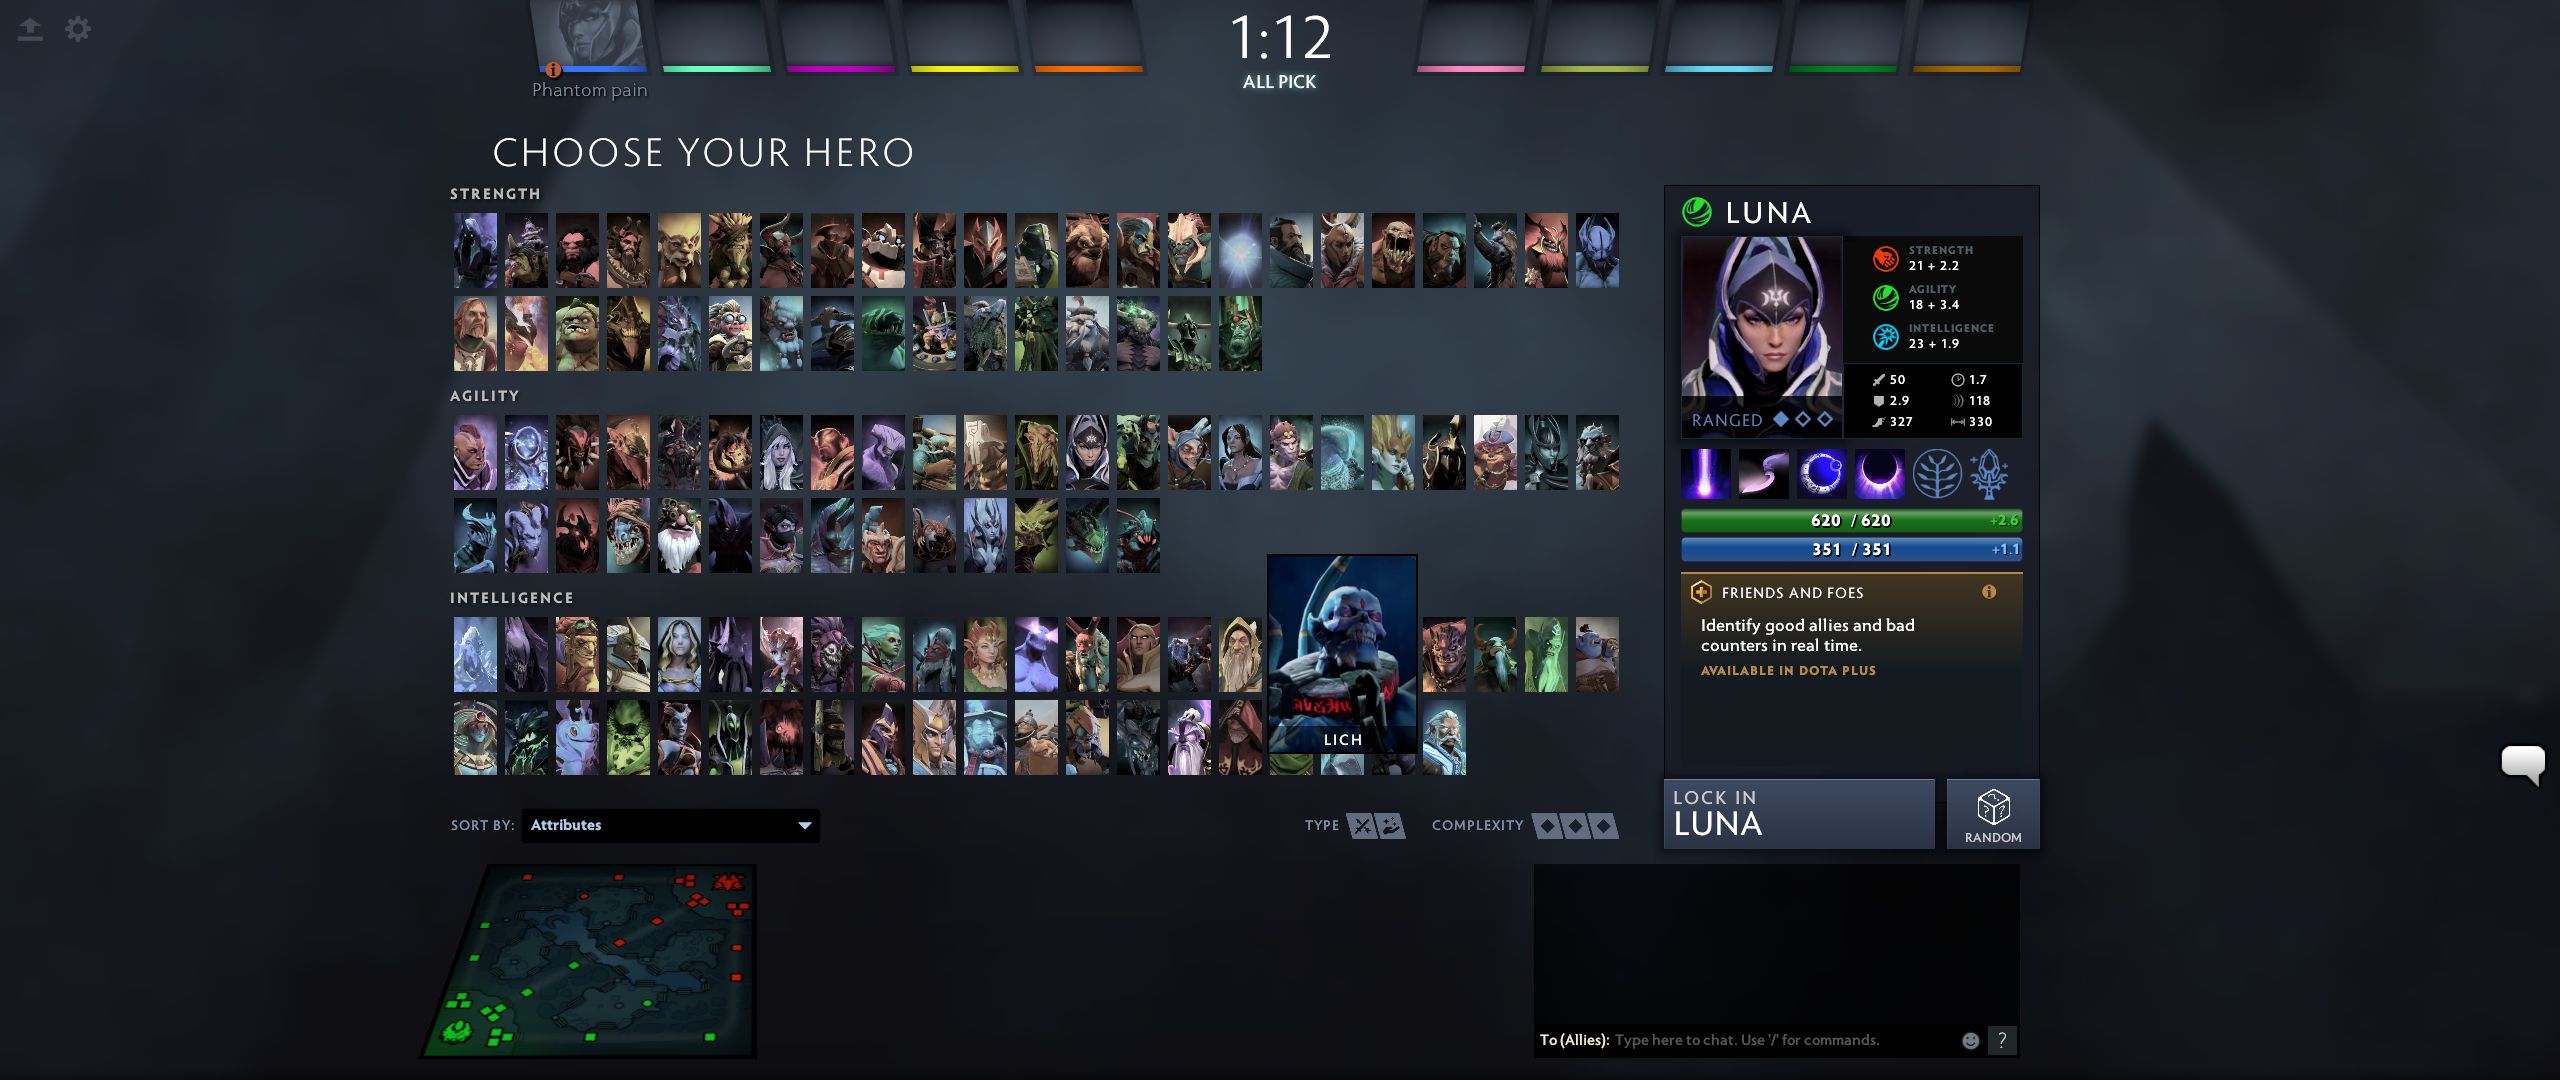 1:12
ALL PICK
Phantom pain
CHOOSE YOUR HERO
STRENGTH
AGILITY
INTELLIGENCE
LICH
LUNA
STRENGTH
21 + 2.2
AGILITY
18 + 3.4
INTELLIGENCE
23 + 1.9
50 1.7
2.9 118
327 330
RANGED
620 / 620 +2.6
351 / 351 +1.1
FRIENDS AND FOES
Identify good allies and bad
counters in real time.
AVAILABLE IN DOTA PLUS
LOCK IN
LUNA
RANDOM
SORT BY: Attributes
TYPE
COMPLEXITY
To (Allies): Type here to chat. Use '/' for commands.
?